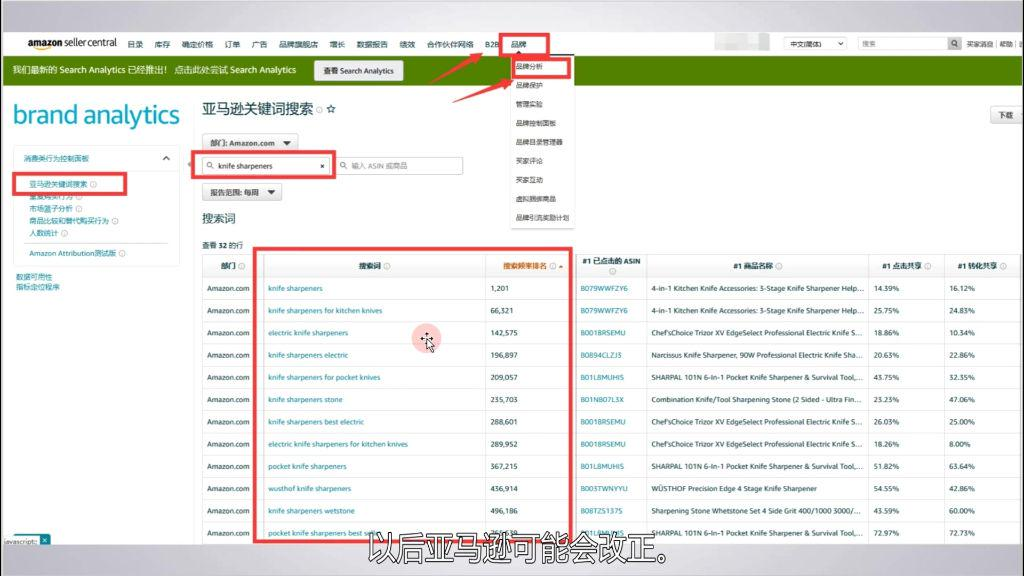 amazon seller central 目录 库存 确定价格 订单 广告 品牌旗舰店 增长 数据报告 绩效 合作伙伴网络 B2B 品牌 中文(简体) 搜索 买家消息 帮助
我们最新的 Search Analytics 已经推出! 点击此处尝试 Search Analytics 查看 Search Analytics
品牌分析
品牌保护
管理实验
品牌控制面板
品牌目录管理器
买家评论
买家互动
虚拟捆绑商品
品牌引流奖励计划
brand analytics
消费类行为控制面板
亚马逊关键词搜索
重复购买行为
市场篮子分析
商品比较和替代购买行为
人数统计
Amazon Attribution测试版
数据可用性
指标定位程序
亚马逊关键词搜索
下载
部门: Amazon.com
knife sharpeners × 输入 ASIN 或商品
报告范围: 每周
搜索词
查看 32 的行
部门 搜索词 搜索频率排名 #1 已点击的 ASIN #1 商品名称 #1 点击共享 #1 转化共享
Amazon.com knife sharpeners 1,201 B079WWFZY6 4-in-1 Kitchen Knife Accessories: 3-Stage Knife Sharpener Help... 14.39% 16.12%
Amazon.com knife sharpeners for kitchen knives 66,321 B079WWFZY6 4-in-1 Kitchen Knife Accessories: 3-Stage Knife Sharpener Help... 25.75% 24.83%
Amazon.com electric knife sharpeners 142,575 B0018RSEMU Chef'sChoice Trizor XV EdgeSelect Professional Electric Knife S... 18.86% 10.34%
Amazon.com knife sharpeners electric 196,897 B0894CLZJ3 Narcissus Knife Sharpener, 90W Professional Electric Knife Sha... 20.63% 22.86%
Amazon.com knife sharpeners for pocket knives 209,057 B01L8MUHIS SHARPAL 101N 6-In-1 Pocket Knife Sharpener & Survival Tool,... 43.75% 32.35%
Amazon.com knife sharpeners stone 235,703 B01NB07L3X Combination Knife/Tool Sharpening Stone (2 Sided - Ultra Fin... 23.23% 47.06%
Amazon.com knife sharpeners best electric 288,601 B0018RSEMU Chef'sChoice Trizor XV EdgeSelect Professional Electric Knife S... 26.03% 25.00%
Amazon.com electric knife sharpeners for kitchen knives 289,952 B0018RSEMU Chef'sChoice Trizor XV EdgeSelect Professional Electric Knife S... 18.26% 8.00%
Amazon.com pocket knife sharpeners 367,215 B01L8MUHIS SHARPAL 101N 6-In-1 Pocket Knife Sharpener & Survival Tool,... 51.82% 63.64%
Amazon.com wusthof knife sharpeners 436,914 B003TWNYYU WÜSTHOF Precision Edge 4 Stage Knife Sharpener 54.55% 42.86%
Amazon.com knife sharpeners wetstone 496,186 B08TZS1375 Sharpening Stone Whetstone Set 4 Side Grit 400/1000 3000/... 43.59% 60.00%
Amazon.com pocket knife sharpeners best B01L8MUHIS SHARPAL 101N 6-In-1 Pocket Knife Sharpener & Survival Tool,... 72.97% 72.73%
javascript:;
以后亚马逊可能会改正。